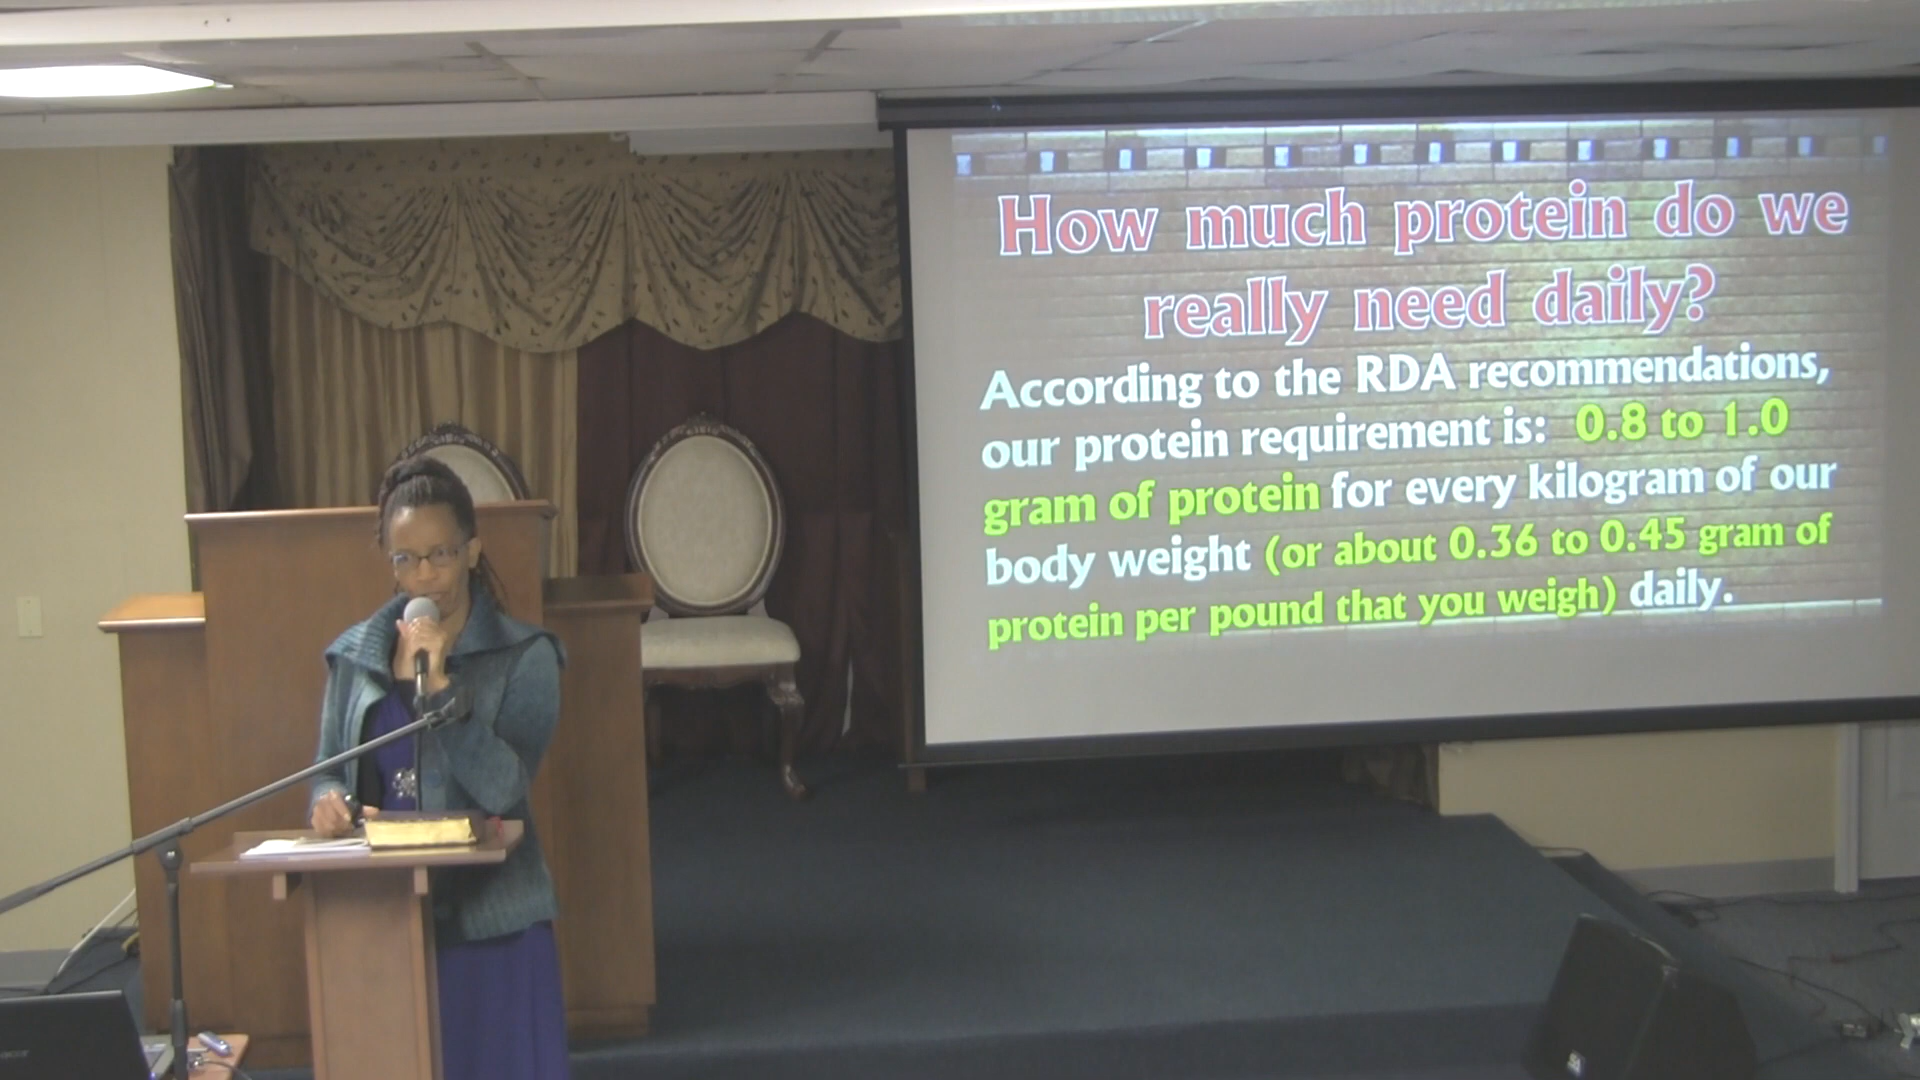 How much protein do we
really need daily?
According to the RDA recommendations,
our protein requirement is: 0.8 to 1.0
gram of protein for every kilogram of our
body weight (or about 0.36 to 0.45 gram of
protein per pound that you weigh) daily.